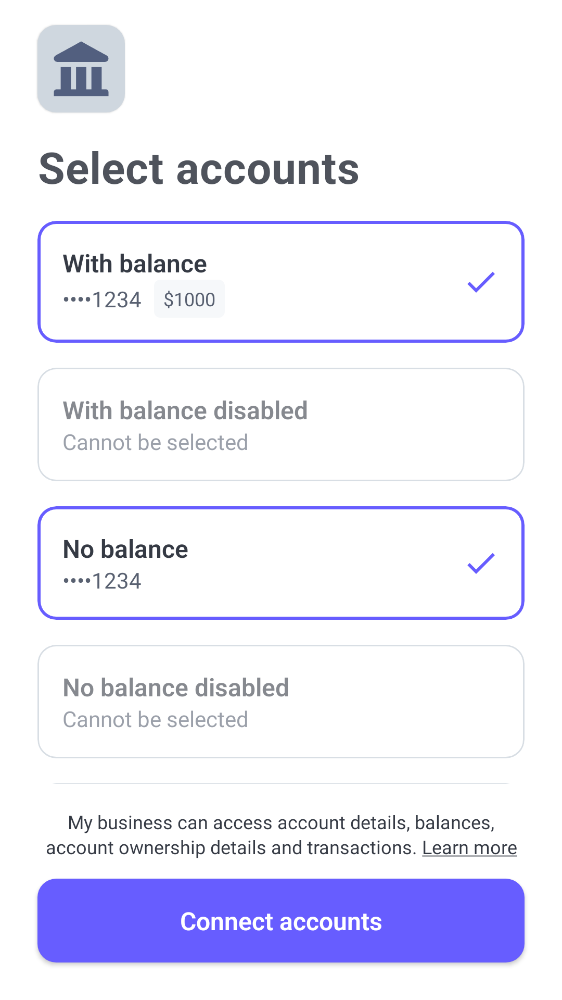 Select accounts
With balance
••••1234 $1000
With balance disabled
Cannot be selected
No balance
••••1234
No balance disabled
Cannot be selected
My business can access account details, balances,
account ownership details and transactions. Learn more
Connect accounts